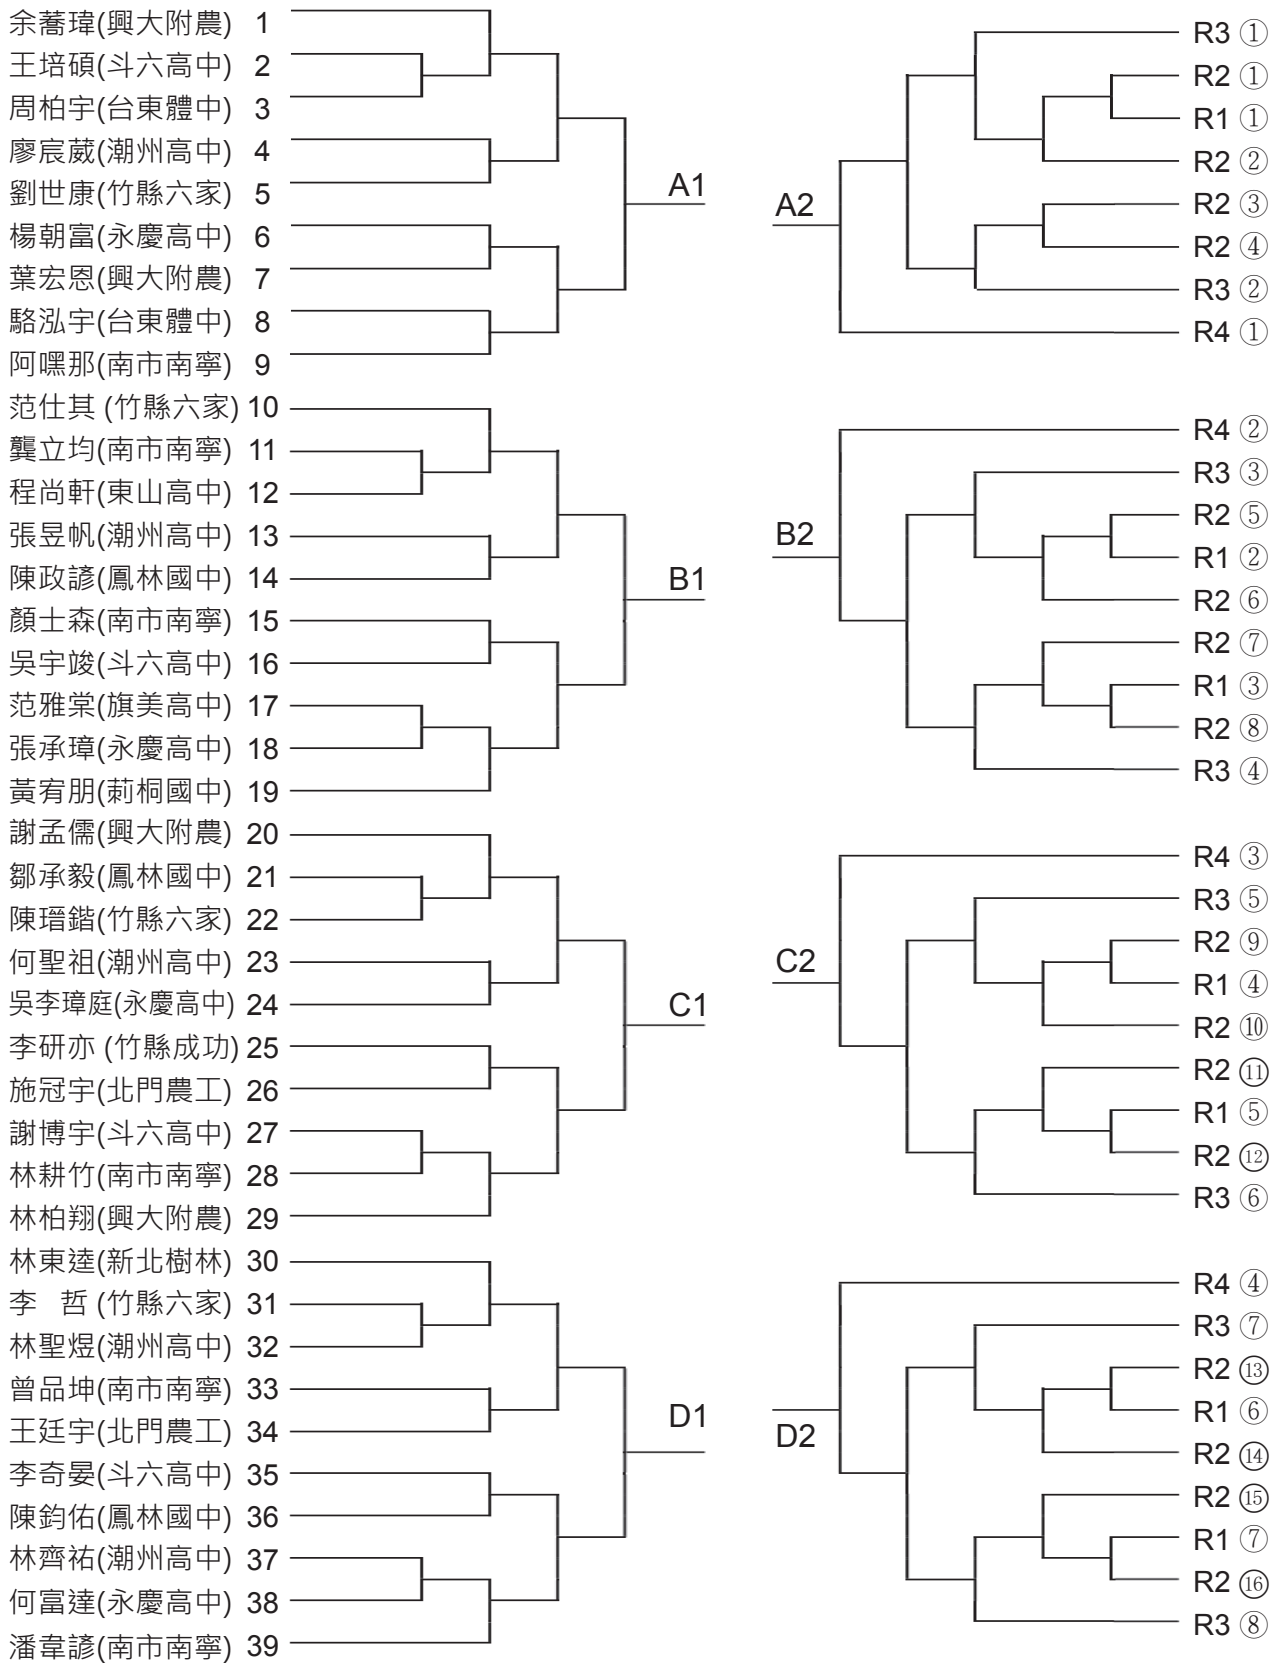 余蕎瑋(興大附農) 1
王培碩(斗六高中) 2
周柏宇(台東體中) 3
廖宸葳(潮州高中) 4
劉世康(竹縣六家) 5
楊朝富(永慶高中) 6
葉宏恩(興大附農) 7
駱泓宇(台東體中) 8
阿嘿那(南市南寧) 9
A1
范仕其 (竹縣六家) 10
龔立均(南市南寧) 11
程尚軒(東山高中) 12
張昱帆(潮州高中) 13
陳政諺(鳳林國中) 14
顏士森(南市南寧) 15
吳宇竣(斗六高中) 16
范雅棠(旗美高中) 17
張承璋(永慶高中) 18
黃宥朋(莿桐國中) 19
B1
謝孟儒(興大附農) 20
鄒承毅(鳳林國中) 21
陳瑨鍇(竹縣六家) 22
何聖祖(潮州高中) 23
吳李璋庭(永慶高中) 24
李研亦 (竹縣成功) 25
施冠宇(北門農工) 26
謝博宇(斗六高中) 27
林耕竹(南市南寧) 28
林柏翔(興大附農) 29
C1
林東逵(新北樹林) 30
李 哲 (竹縣六家) 31
林聖煜(潮州高中) 32
曾品坤(南市南寧) 33
王廷宇(北門農工) 34
李奇晏(斗六高中) 35
陳鈞佑(鳳林國中) 36
林齊祐(潮州高中) 37
何富達(永慶高中) 38
潘韋諺(南市南寧) 39
D1
A2
R3 ①
R2 ①
R1 ①
R2 ②
R2 ③
R2 ④
R3 ②
R4 ①
B2
R4 ②
R3 ③
R2 ⑤
R1 ②
R2 ⑥
R2 ⑦
R1 ③
R2 ⑧
R3 ④
C2
R4 ③
R3 ⑤
R2 ⑨
R1 ④
R2 ⑩
R2 ⑪
R1 ⑤
R2 ⑫
R3 ⑥
D2
R4 ④
R3 ⑦
R2 ⑬
R1 ⑥
R2 ⑭
R2 ⑮
R1 ⑦
R2 ⑯
R3 ⑧